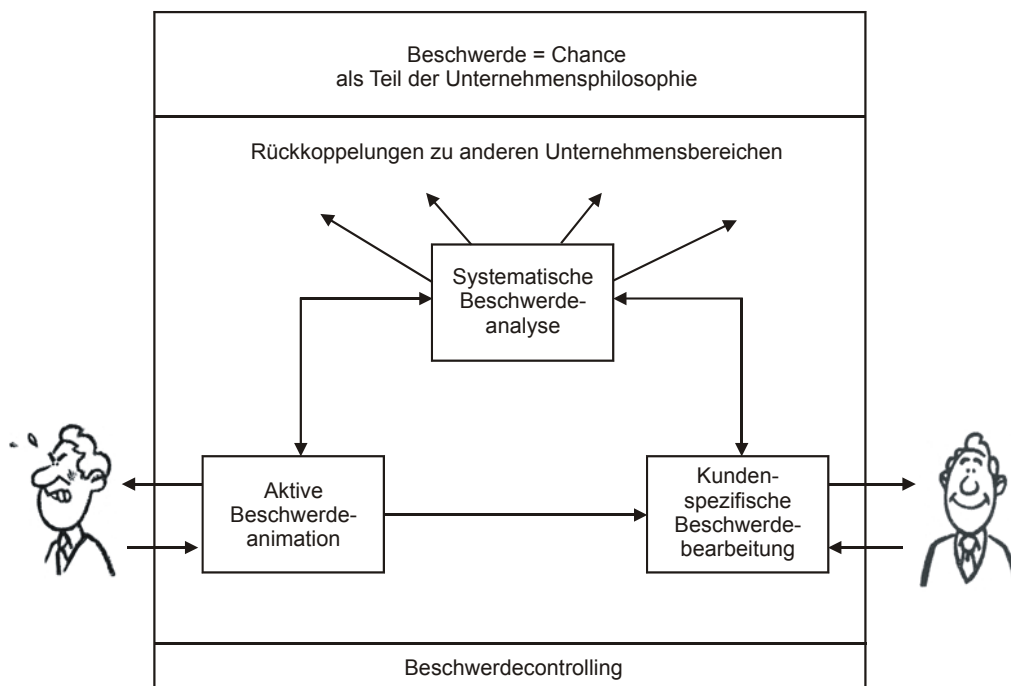 Beschwerde = Chance
als Teil der Unternehmensphilosophie
Rückkoppelungen zu anderen Unternehmensbereichen
Systematische
Beschwerde-
analyse
Aktive
Beschwerde-
animation
Kunden-
spezifische
Beschwerde-
bearbeitung
Beschwerdecontrolling